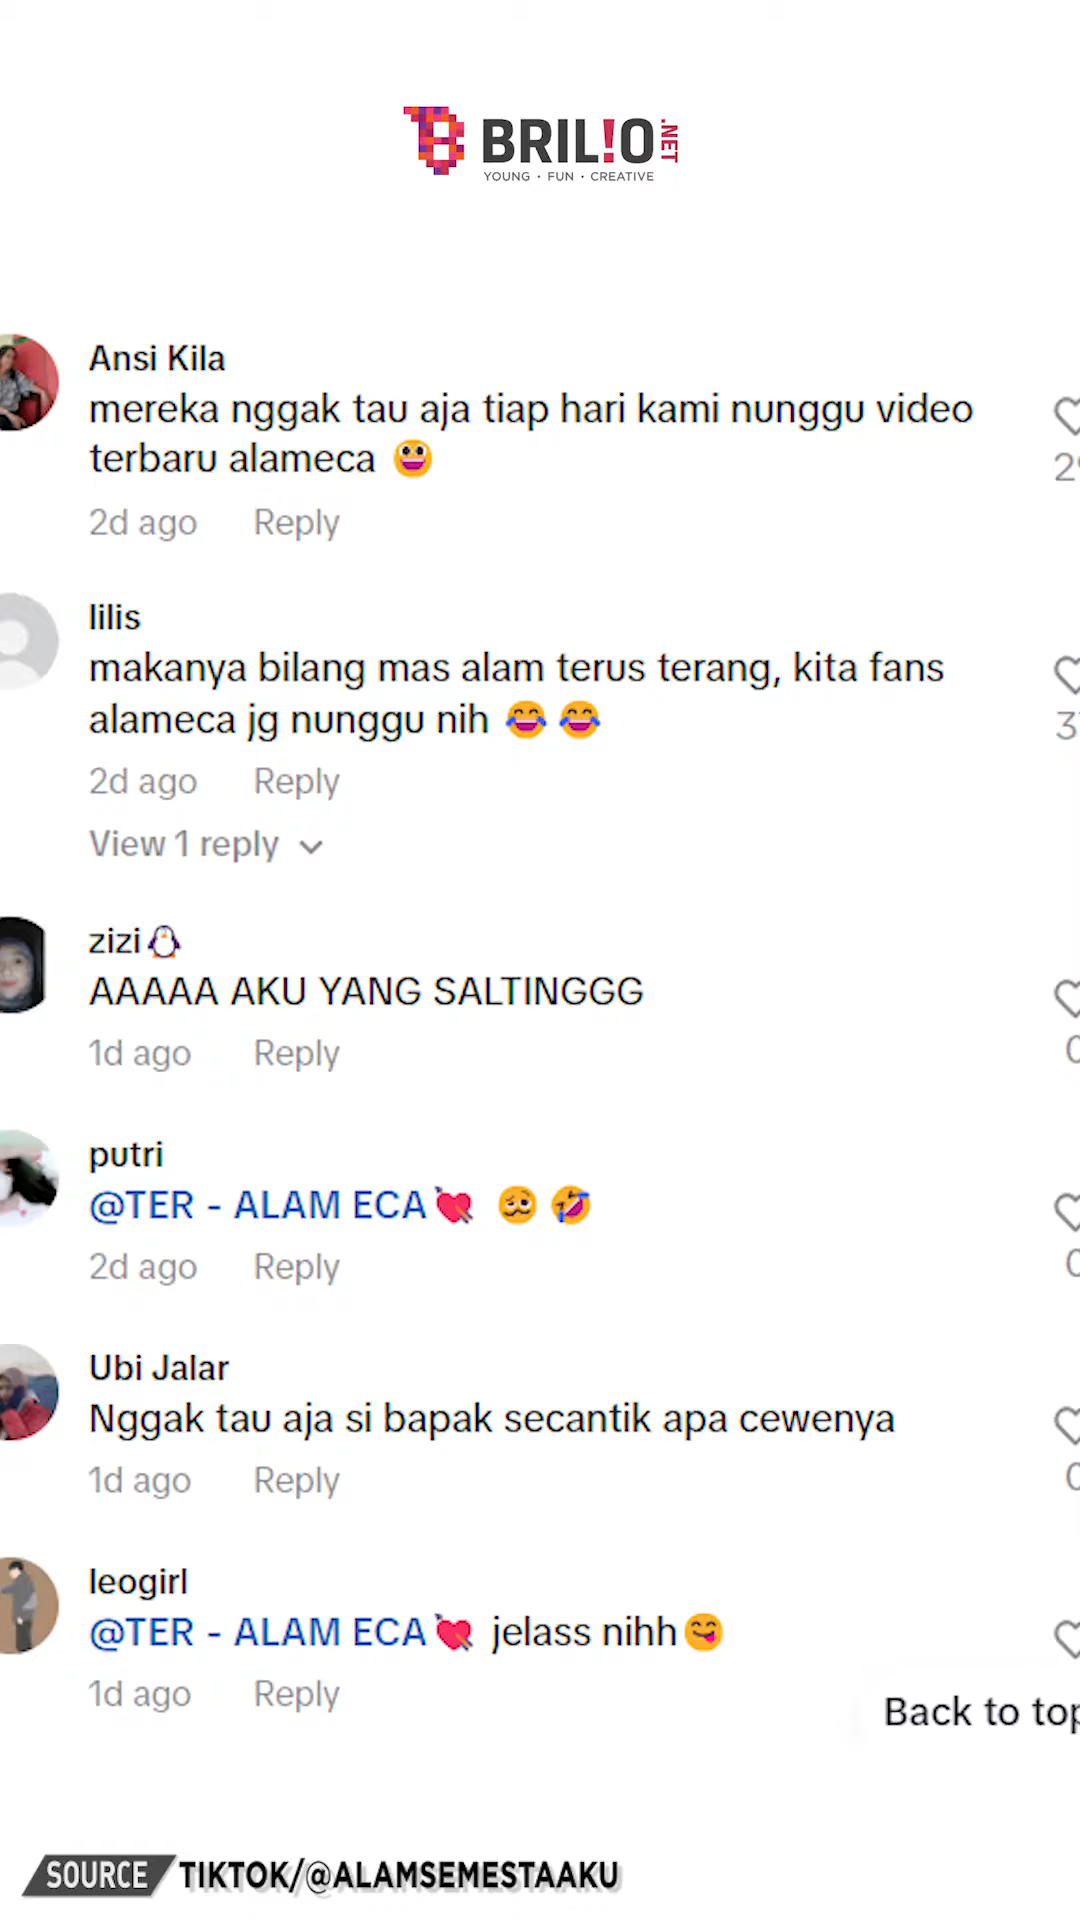 BRIL!O.NET
YOUNG · FUN · CREATIVE
Ansi Kila
mereka nggak tau aja tiap hari kami nunggu video
terbaru alameca 😃
2d ago Reply
lilis
makanya bilang mas alam terus terang, kita fans
alameca jg nunggu nih 😂 😂
2d ago Reply
View 1 reply
zizi🐧
AAAAA AKU YANG SALTINGGG
1d ago Reply
putri
@TER - ALAM ECA💘 🥴 🤣
2d ago Reply
Ubi Jalar
Nggak tau aja si bapak secantik apa cewenya
1d ago Reply
leogirl
@TER - ALAM ECA💘 jelass nihh😋
1d ago Reply
Back to top
SOURCE TIKTOK/@ALAMSEMESTAAKU